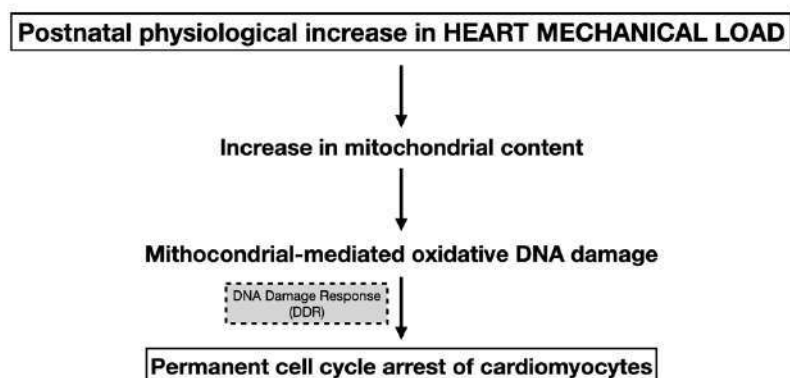 Postnatal physiological increase in HEART MECHANICAL LOAD
Increase in mitochondrial content
Mithocondrial-mediated oxidative DNA damage
DNA Damage Response
(DDR)
Permanent cell cycle arrest of cardiomyocytes